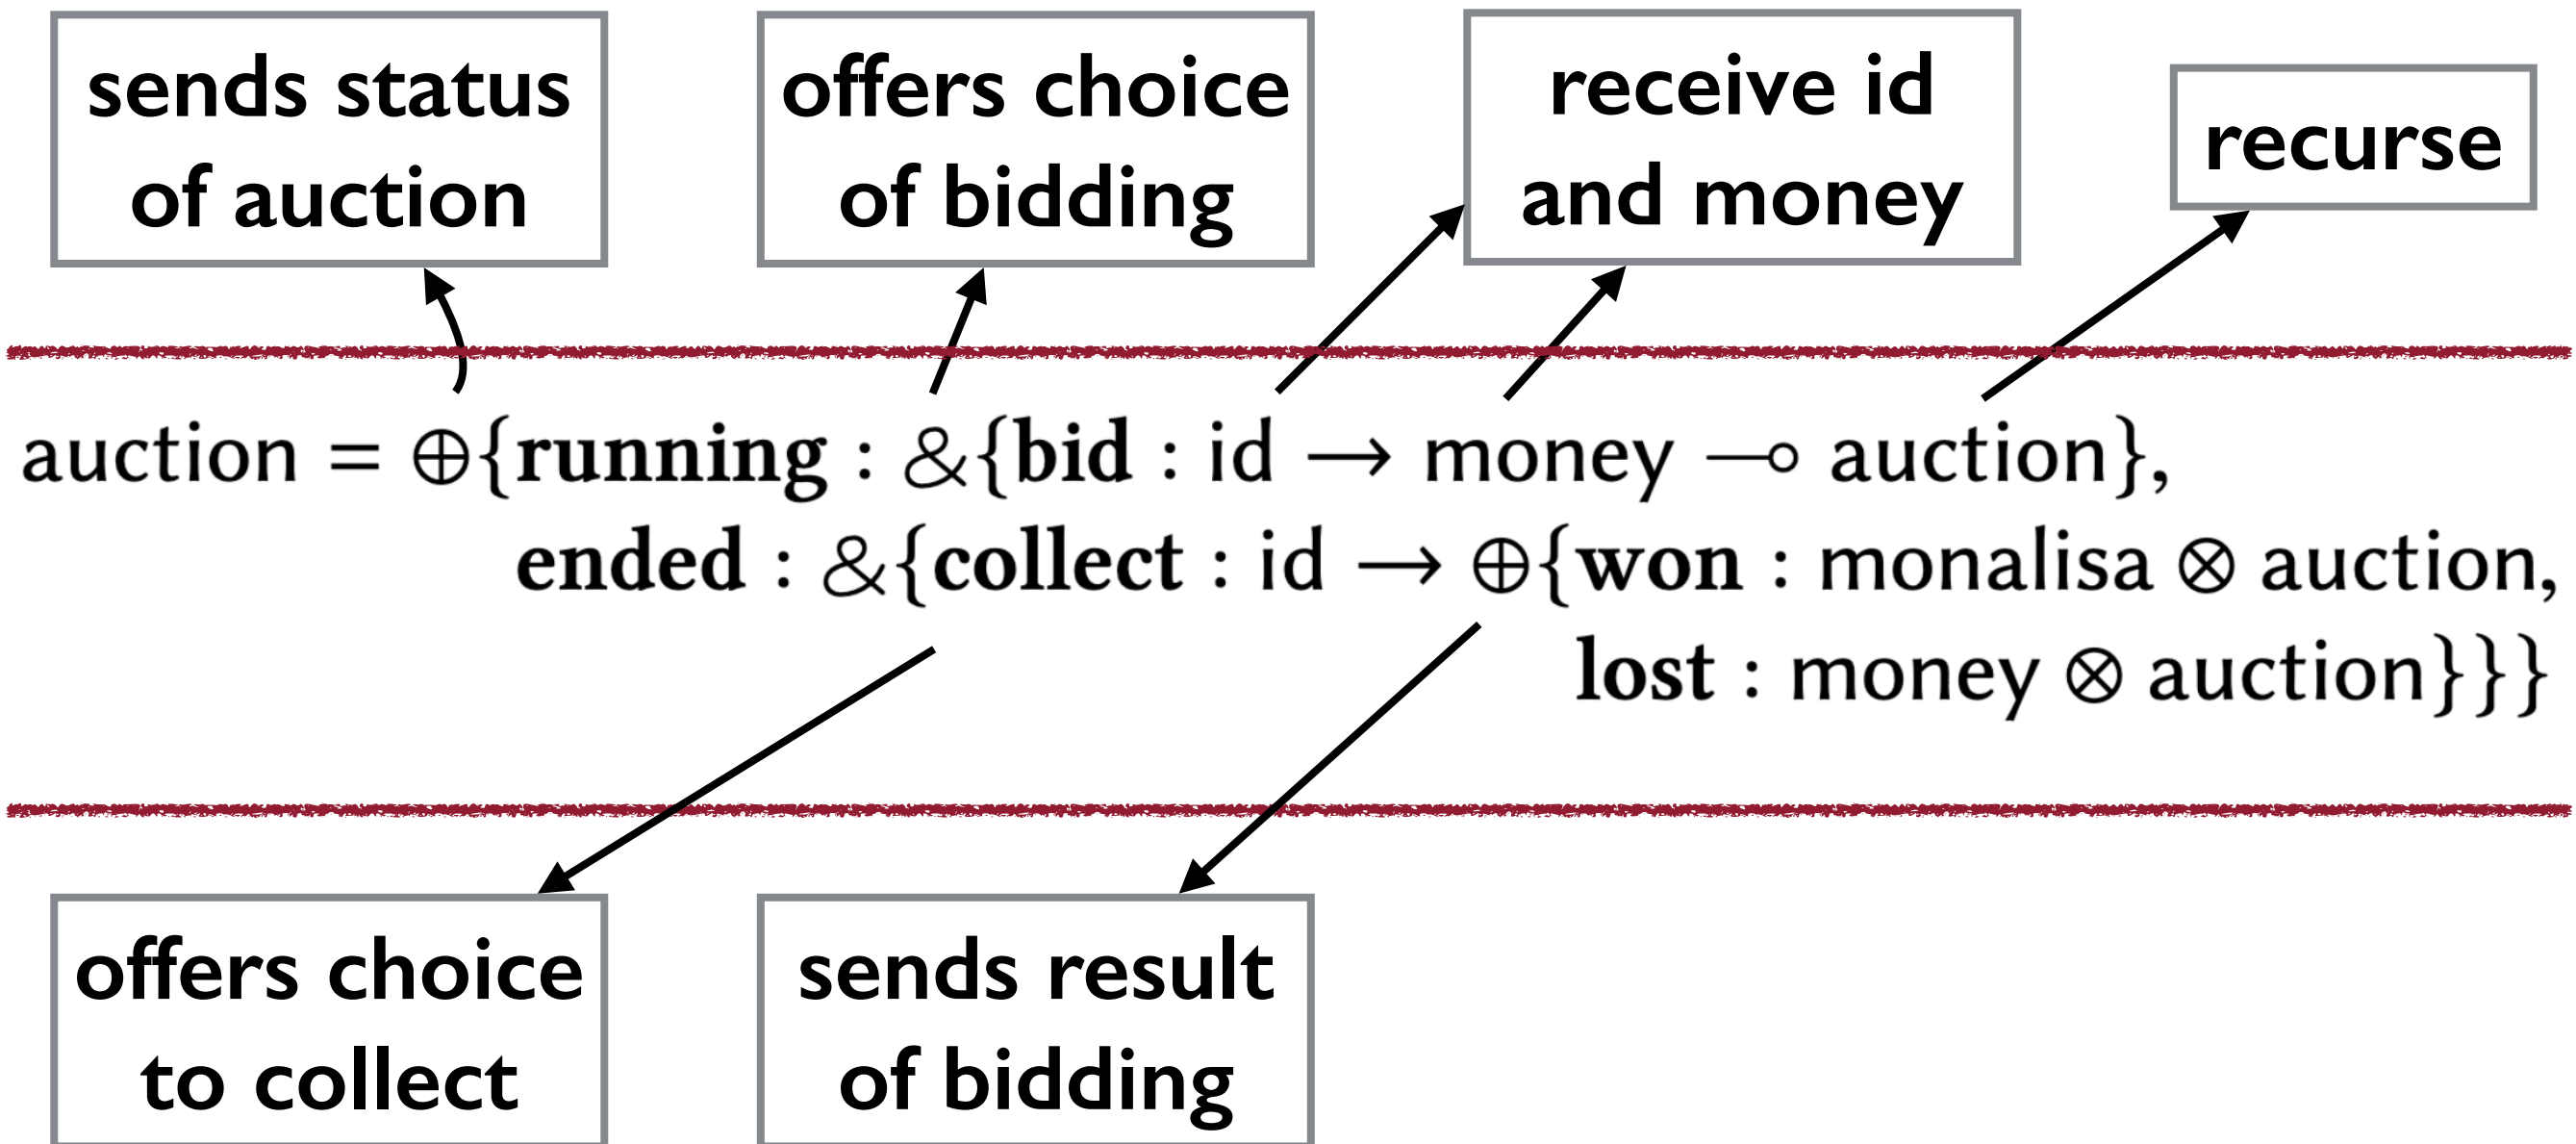 sends status
of auction
offers choice
of bidding
receive id
and money
recurse
auction = ⊕{running : &{bid : id → money ⊸ auction},
ended : &{collect : id → ⊕{won : monalisa ⊗ auction,
lost : money ⊗ auction}}}
offers choice
to collect
sends result
of bidding